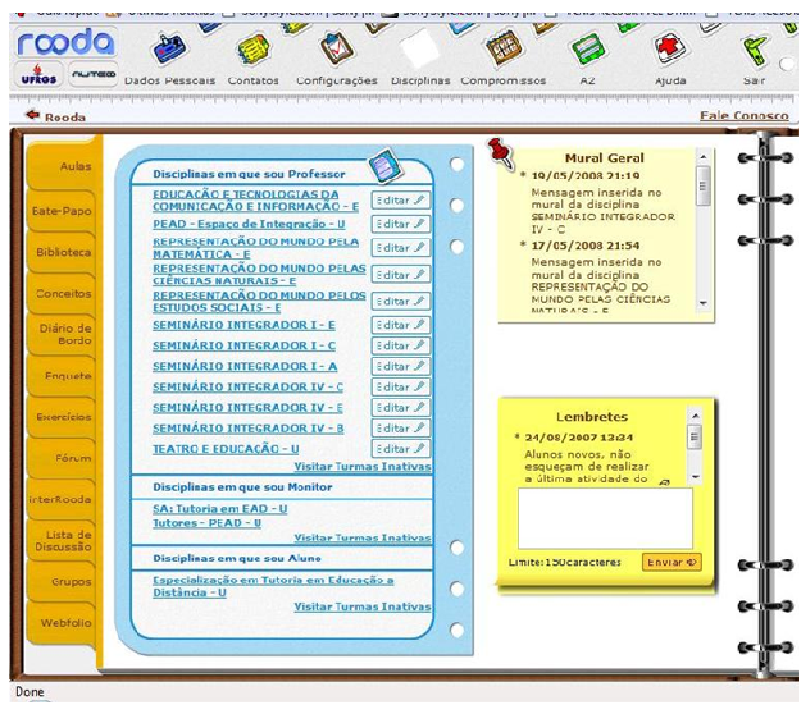 rooda
UFRGS
Dados Pessoais
Contatos
Configurações
Disciplinas
Compromissos
AZ
Ajuda
Sair
Rooda
Fale Conosco
Aulas
Bate-Papo
Biblioteca
Conceitos
Diário de
Bordo
Enquete
Exercícios
Fórum
InterRooda
Lista de
Discussão
Grupos
Webfolio
Disciplinas em que sou Professor
EDUCAÇÃO E TECNOLOGIAS DA
COMUNICAÇÃO E INFORMAÇÃO - E
Editar
PEAD - Espaço de Integração - U
Editar
REPRESENTAÇÃO DO MUNDO PELA
MATEMÁTICA - E
Editar
REPRESENTAÇÃO DO MUNDO PELAS
CIÊNCIAS NATURAIS - E
Editar
REPRESENTAÇÃO DO MUNDO PELOS
ESTUDOS SOCIAIS - E
Editar
SEMINÁRIO INTEGRADOR I - E
Editar
SEMINÁRIO INTEGRADOR I - C
Editar
SEMINÁRIO INTEGRADOR I - A
Editar
SEMINÁRIO INTEGRADOR IV - C
Editar
SEMINÁRIO INTEGRADOR IV - E
Editar
SEMINÁRIO INTEGRADOR IV - B
Editar
TEATRO E EDUCAÇÃO - U
Editar
Visitar Turmas Inativas
Disciplinas em que sou Monitor
SA: Tutoria em EAD - U
Tutores - PEAD - U
Visitar Turmas Inativas
Disciplinas em que sou Aluno
Especialização em Tutoria em Educação a
Distância - U
Visitar Turmas Inativas
Mural Geral
* 19/05/2008 21:19
Mensagem inserida no
mural da disciplina
SEMINÁRIO INTEGRADOR
IV - C
* 17/05/2008 21:54
Mensagem inserida no
mural da disciplina
REPRESENTAÇÃO DO
MUNDO PELAS CIÊNCIAS
NATURAIS - E
Lembretes
* 24/08/2007 13:34
Alunos novos, não
esqueçam de realizar
a última atividade do
Limite: 150 caracteres
Enviar
Done